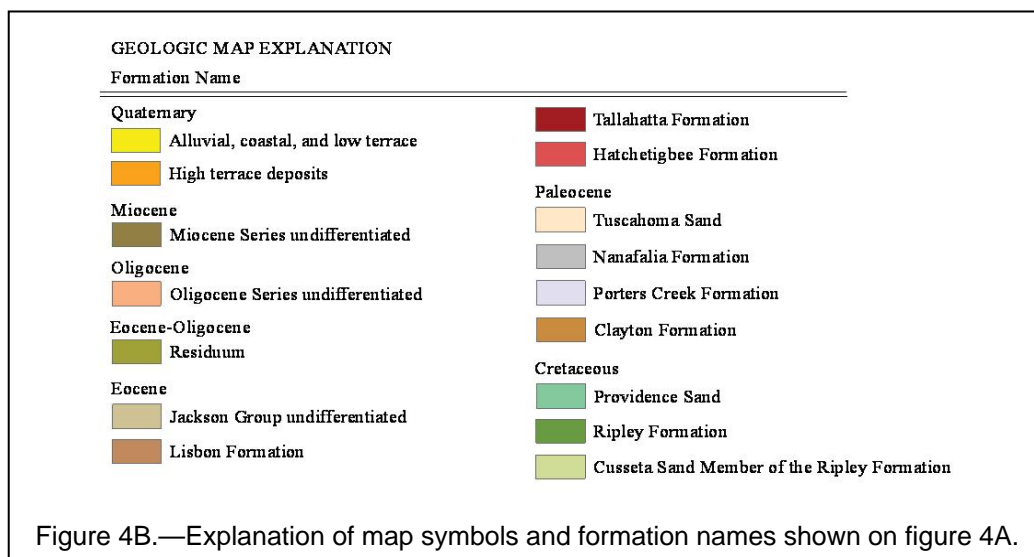 GEOLOGIC MAP EXPLANATION
Formation Name
Quaternary
Alluvial, coastal, and low terrace
High terrace deposits
Miocene
Miocene Series undifferentiated
Oligocene
Oligocene Series undifferentiated
Eocene-Oligocene
Residuum
Eocene
Jackson Group undifferentiated
Lisbon Formation
Tallahatta Formation
Hatchetigbee Formation
Paleocene
Tuscahoma Sand
Nanafalia Formation
Porters Creek Formation
Clayton Formation
Cretaceous
Providence Sand
Ripley Formation
Cusseta Sand Member of the Ripley Formation
Figure 4B.—Explanation of map symbols and formation names shown on figure 4A.